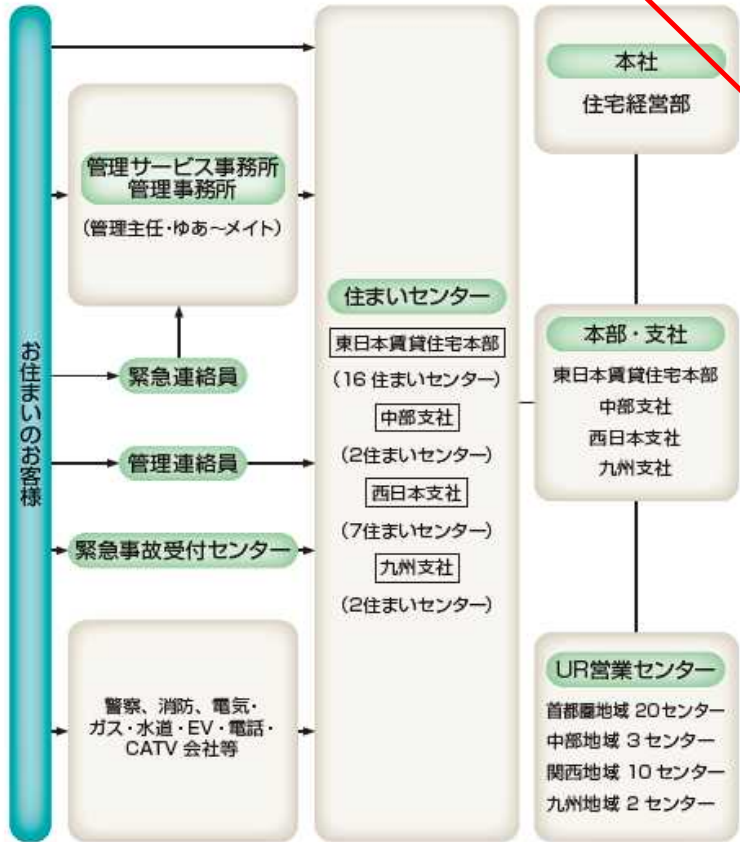 お住まいのお客様
管理サービス事務所
管理事務所
(管理主任・ゆあ～メイト)
緊急連絡員
管理連絡員
緊急事故受付センター
警察、消防、電気・
ガス・水道・EV・電話・
CATV 会社等
住まいセンター
東日本賃貸住宅本部
(16 住まいセンター)
中部支社
(2住まいセンター)
西日本支社
(7住まいセンター)
九州支社
(2住まいセンター)
本社
住宅経営部
本部・支社
東日本賃貸住宅本部
中部支社
西日本支社
九州支社
UR営業センター
首都圏地域 20センター
中部地域 3 センター
関西地域 10 センター
九州地域 2 センター